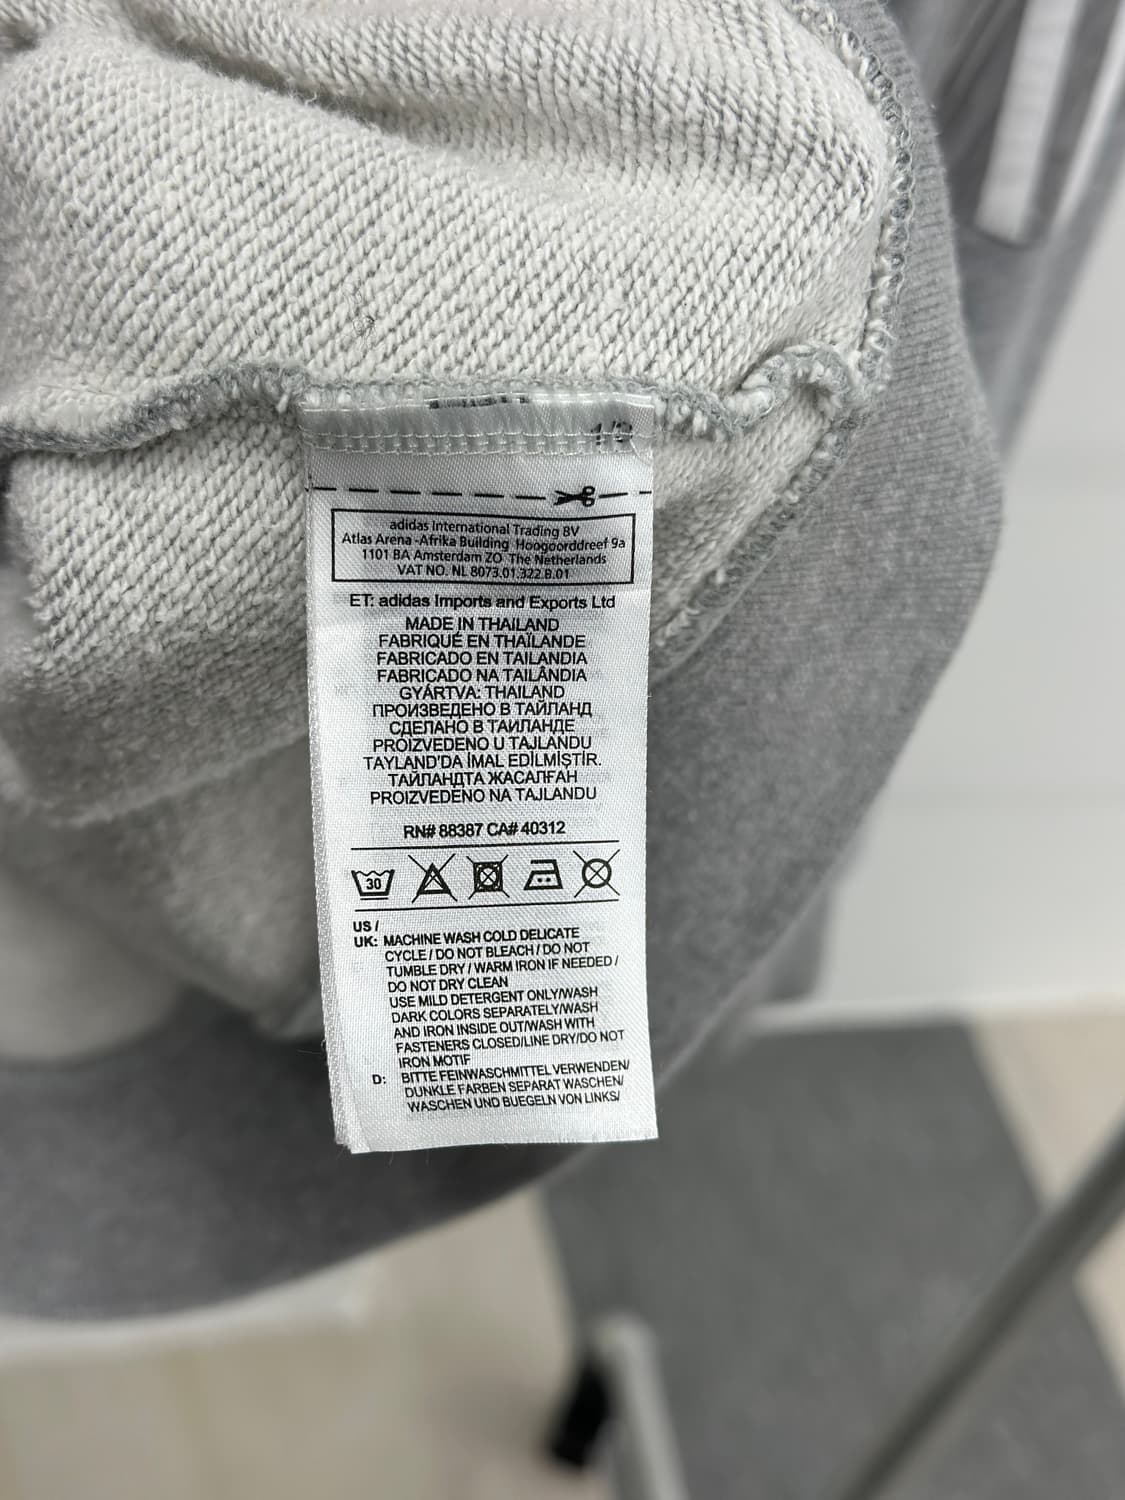 adidas International Trading BV
Atlas Arena -Afrika Building Hoogoorddreef 9a
1101 BA Amsterdam ZO The Netherlands
VAT NO. NL 8073.01.322.B.01
ET: adidas Imports and Exports Ltd
MADE IN THAILAND
FABRIQUÉ EN THAÏLANDE
FABRICADO EN TAILANDIA
FABRICADO NA TAILÂNDIA
GYÁRTVA: THAILAND
ПРОИЗВЕДЕНО В ТАЙЛАНД
СДЕЛАНО В ТАИЛАНДЕ
PROIZVEDENO U TAJLANDU
TAYLAND'DA İMAL EDİLMİŞTİR.
ТАЙЛАНДТА ЖАСАЛҒАН
PROIZVEDENO NA TAJLANDU
RN# 88387 CA# 40312
30
US /
UK: MACHINE WASH COLD DELICATE
CYCLE / DO NOT BLEACH / DO NOT
TUMBLE DRY / WARM IRON IF NEEDED /
DO NOT DRY CLEAN
USE MILD DETERGENT ONLY/WASH
DARK COLORS SEPARATELY/WASH
AND IRON INSIDE OUT/WASH WITH
FASTENERS CLOSED/LINE DRY/DO NOT
IRON MOTIF
D: BITTE FEINWASCHMITTEL VERWENDEN/
DUNKLE FARBEN SEPARAT WASCHEN/
WASCHEN UND BUEGELN VON LINKS/